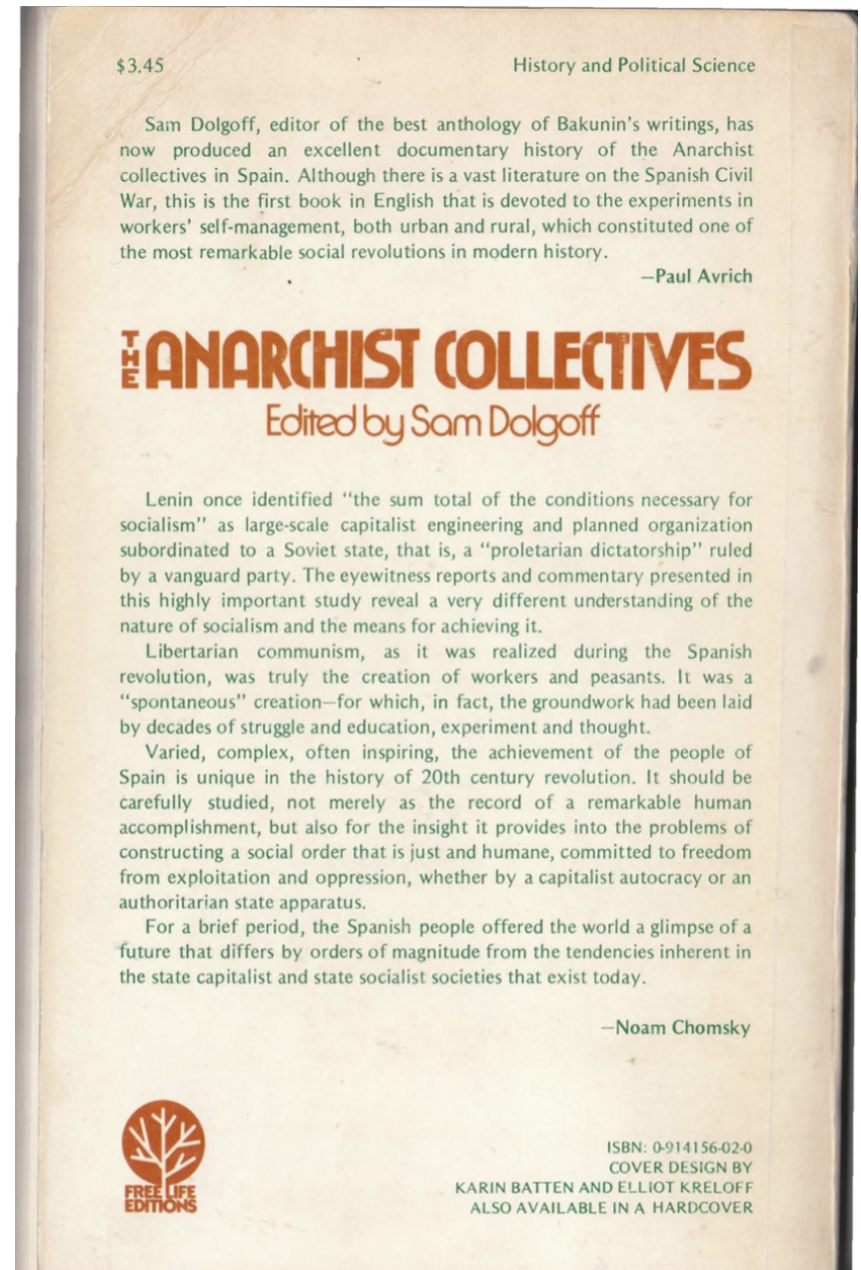 $3.45 History and Political Science
Sam Dolgoff, editor of the best anthology of Bakunin's writings, has
now produced an excellent documentary history of the Anarchist
collectives in Spain. Although there is a vast literature on the Spanish Civil
War, this is the first book in English that is devoted to the experiments in
workers' self-management, both urban and rural, which constituted one of
the most remarkable social revolutions in modern history.
—Paul Avrich
THE ANARCHIST COLLECTIVES
Edited by Sam Dolgoff
Lenin once identified "the sum total of the conditions necessary for
socialism" as large-scale capitalist engineering and planned organization
subordinated to a Soviet state, that is, a "proletarian dictatorship" ruled
by a vanguard party. The eyewitness reports and commentary presented in
this highly important study reveal a very different understanding of the
nature of socialism and the means for achieving it.
Libertarian communism, as it was realized during the Spanish
revolution, was truly the creation of workers and peasants. It was a
"spontaneous" creation—for which, in fact, the groundwork had been laid
by decades of struggle and education, experiment and thought.
Varied, complex, often inspiring, the achievement of the people of
Spain is unique in the history of 20th century revolution. It should be
carefully studied, not merely as the record of a remarkable human
accomplishment, but also for the insight it provides into the problems of
constructing a social order that is just and humane, committed to freedom
from exploitation and oppression, whether by a capitalist autocracy or an
authoritarian state apparatus.
For a brief period, the Spanish people offered the world a glimpse of a
future that differs by orders of magnitude from the tendencies inherent in
the state capitalist and state socialist societies that exist today.
—Noam Chomsky
FREE LIFE
EDITIONS
ISBN: 0-914156-02-0
COVER DESIGN BY
KARIN BATTEN AND ELLIOT KRELOFF
ALSO AVAILABLE IN A HARDCOVER